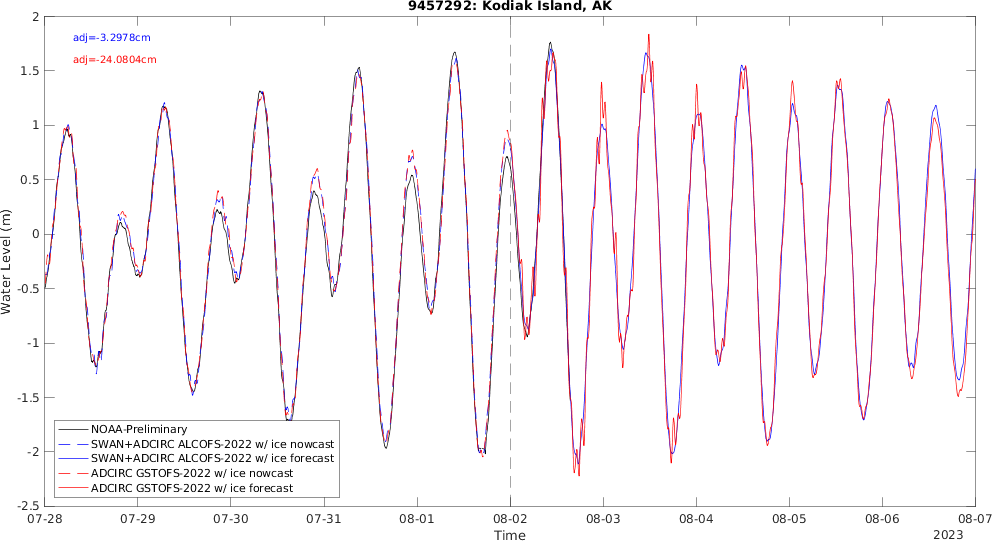 9457292: Kodiak Island, AK
adj=-3.2978cm
adj=-24.0804cm
2
1.5
1
0.5
0
-0.5
-1
-1.5
-2
-2.5
Water Level (m)
NOAA-Preliminary
SWAN+ADCIRC ALCOFS-2022 w/ ice nowcast
SWAN+ADCIRC ALCOFS-2022 w/ ice forecast
ADCIRC GSTOFS-2022 w/ ice nowcast
ADCIRC GSTOFS-2022 w/ ice forecast
07-28 07-29 07-30 07-31 08-01 08-02 08-03 08-04 08-05 08-06 08-07
Time
2023